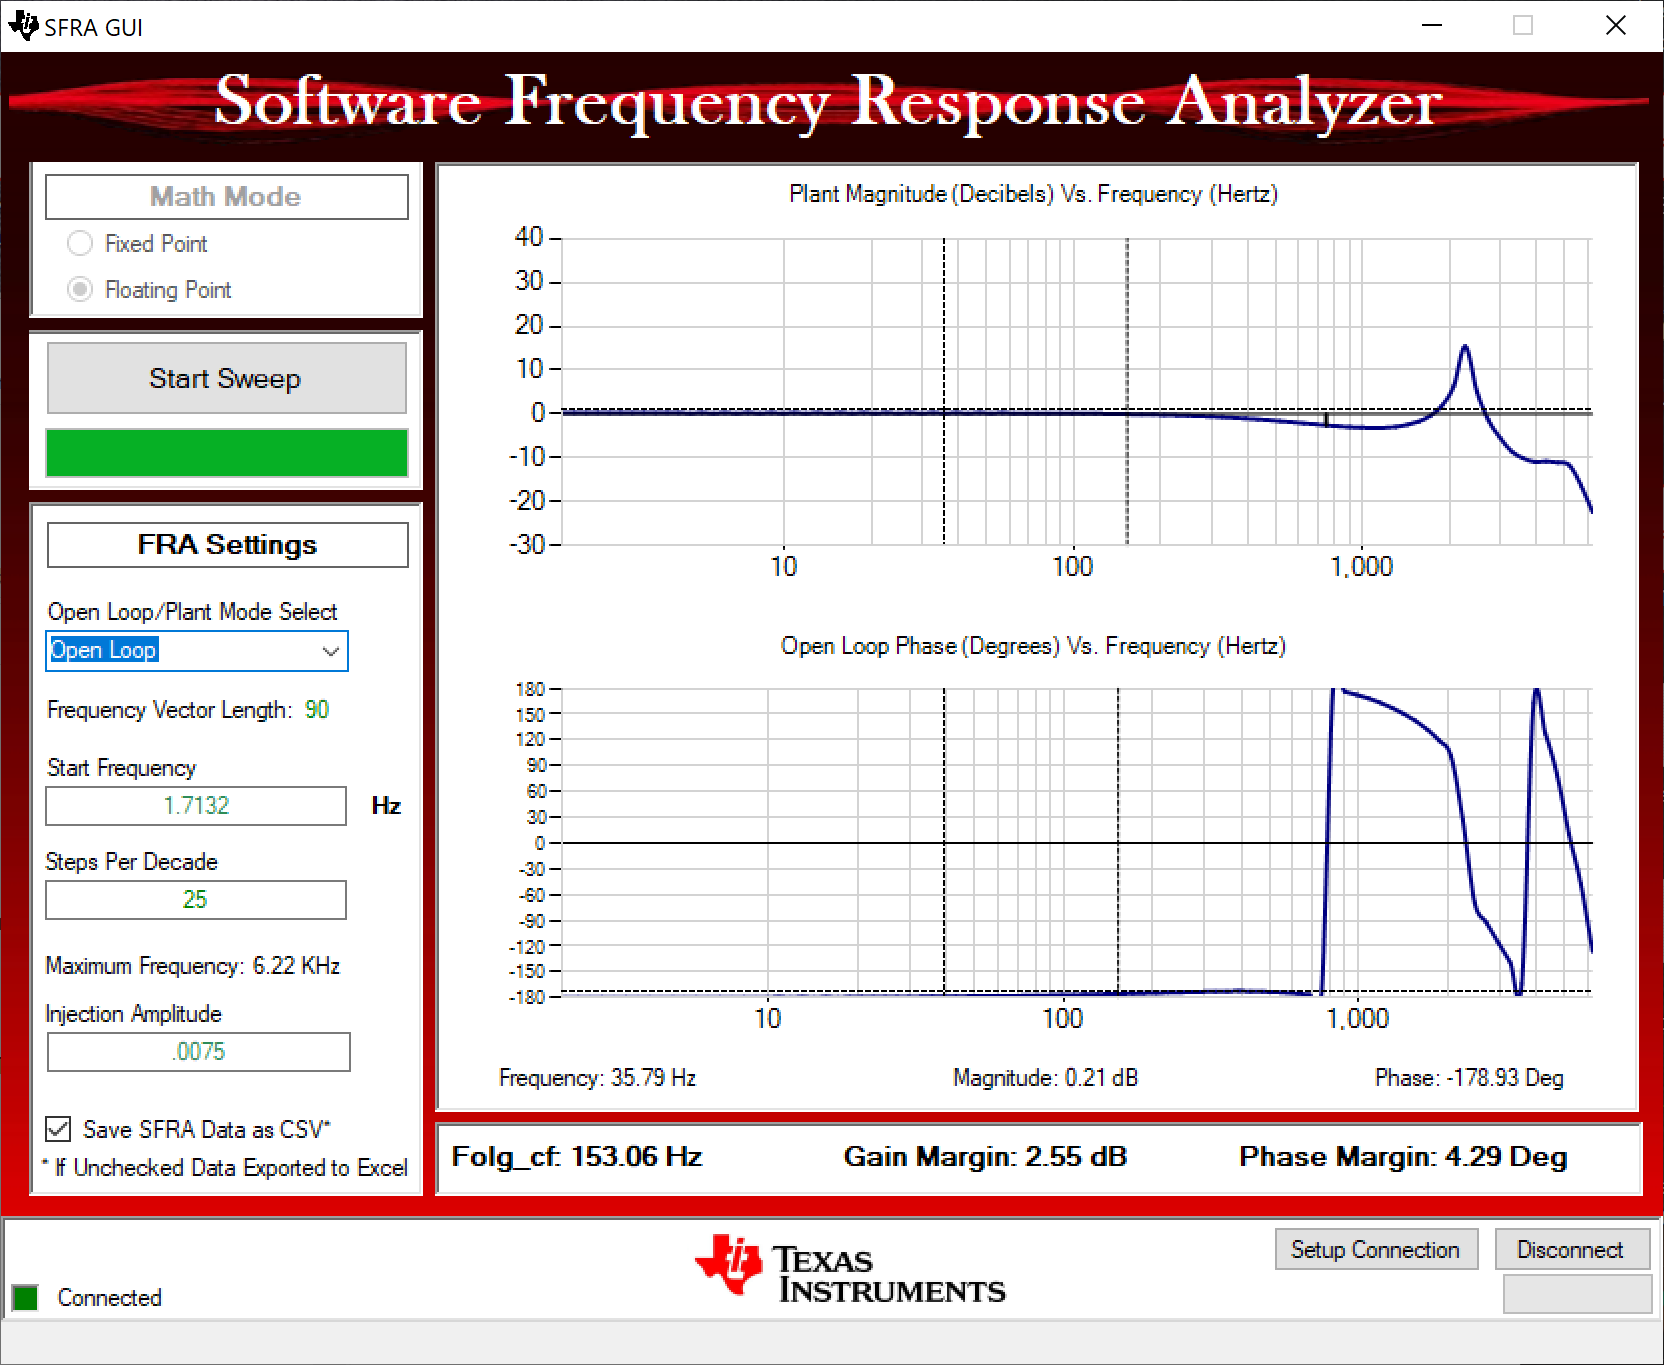 SFRA GUI
Software Frequency Response Analyzer
Math Mode
Fixed Point
Floating Point
Start Sweep
FRA Settings
Open Loop/Plant Mode Select
Open Loop
Frequency Vector Length: 90
Start Frequency
1.7132 Hz
Steps Per Decade
25
Maximum Frequency: 6.22 KHz
Injection Amplitude
.0075
Save SFRA Data as CSV*
* If Unchecked Data Exported to Excel
Plant Magnitude (Decibels) Vs. Frequency (Hertz)
40
30
20
10
0
-10
-20
-30
10 100 1,000
Open Loop Phase (Degrees) Vs. Frequency (Hertz)
180
150
120
90
60
30
0
-30
-60
-90
-120
-150
-180
10 100 1,000
Frequency: 35.79 Hz Magnitude: 0.21 dB Phase: -178.93 Deg
Folg_cf: 153.06 Hz Gain Margin: 2.55 dB Phase Margin: 4.29 Deg
Connected
TEXAS
INSTRUMENTS
Setup Connection Disconnect